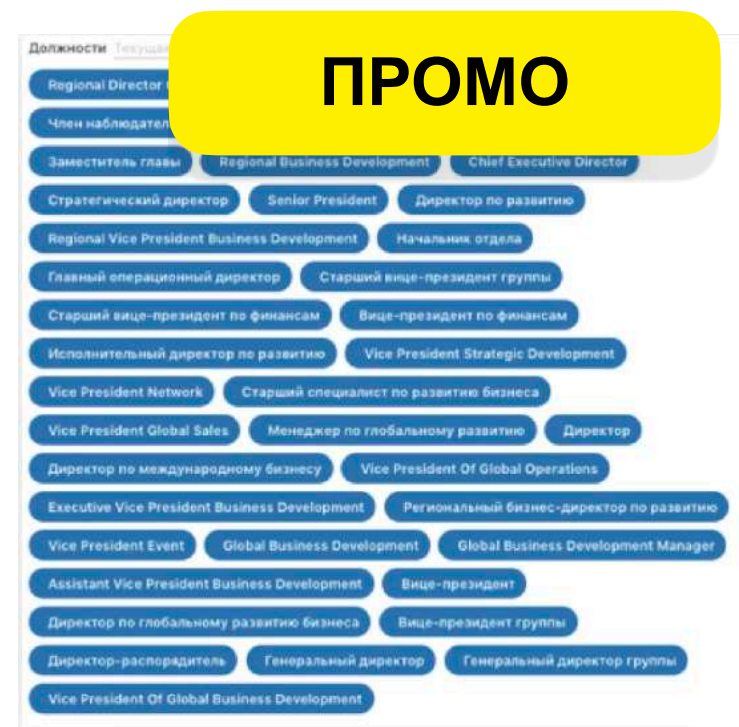 Должности Текущая
ПРОМО
Regional Director
Член наблюдател
Заместитель главы Regional Business Development Chief Executive Director
Стратегический директор Senior President Директор по развитию
Regional Vice President Business Development Начальник отдела
Главный операционный директор Старший вице-президент группы
Старший вице-президент по финансам Вице-президент по финансам
Исполнительный директор по развитию Vice President Strategic Development
Vice President Network Старший специалист по развитию бизнеса
Vice President Global Sales Менеджер по глобальному развитию Директор
Директор по международному бизнесу Vice President Of Global Operations
Executive Vice President Business Development Региональный бизнес-директор по развитию
Vice President Event Global Business Development Global Business Development Manager
Assistant Vice President Business Development Вице-президент
Директор по глобальному развитию бизнеса Вице-президент группы
Директор-распорядитель Генеральный директор Генеральный директор группы
Vice President Of Global Business Development